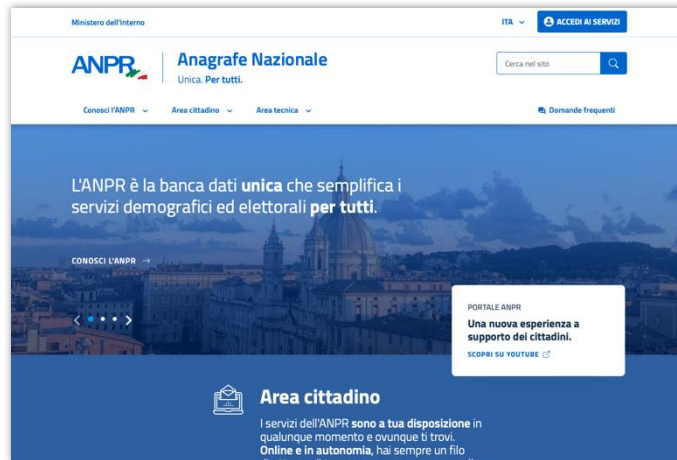 Ministero dell'Interno
ITA
ACCEDI AI SERVIZI
ANPR
Anagrafe Nazionale
Unica. Per tutti.
Cerca nel sito
Conosci l'ANPR
Area cittadino
Area tecnica
Domande frequenti
L'ANPR è la banca dati unica che semplifica i
servizi demografici ed elettorali per tutti.
CONOSCI L'ANPR →
PORTALE ANPR
Una nuova esperienza a
supporto dei cittadini.
SCOPRI SU YOUTUBE
Area cittadino
I servizi dell'ANPR sono a tua disposizione in
qualunque momento e ovunque ti trovi.
Online e in autonomia, hai sempre un filo